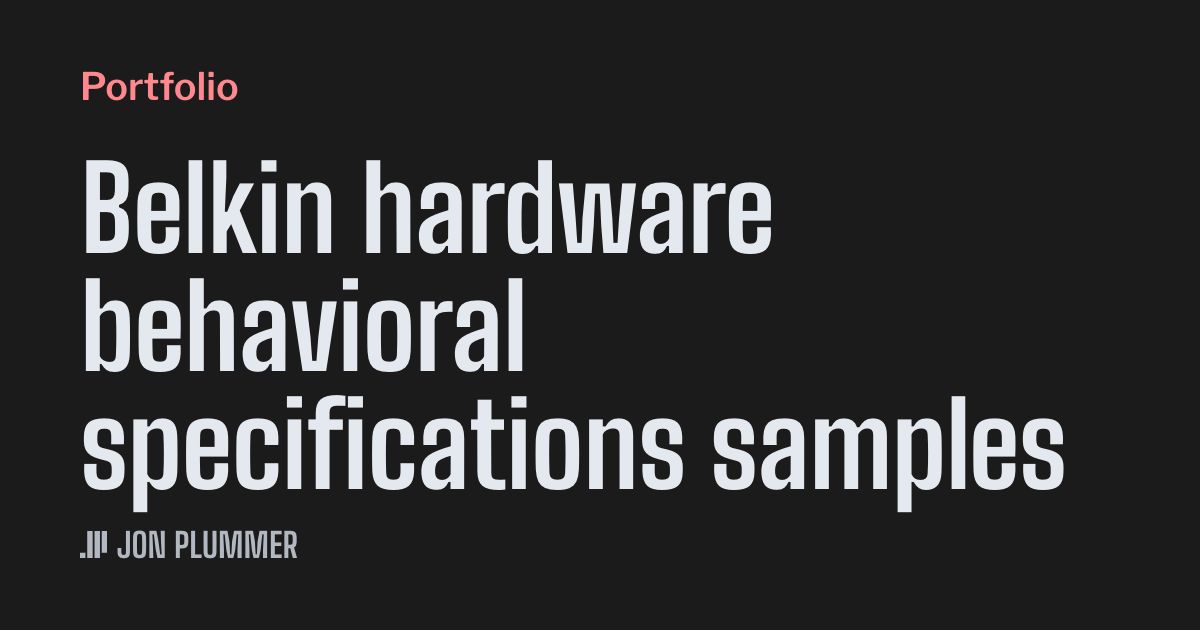 Portfolio
Belkin hardware
behavioral
specifications samples
JON PLUMMER